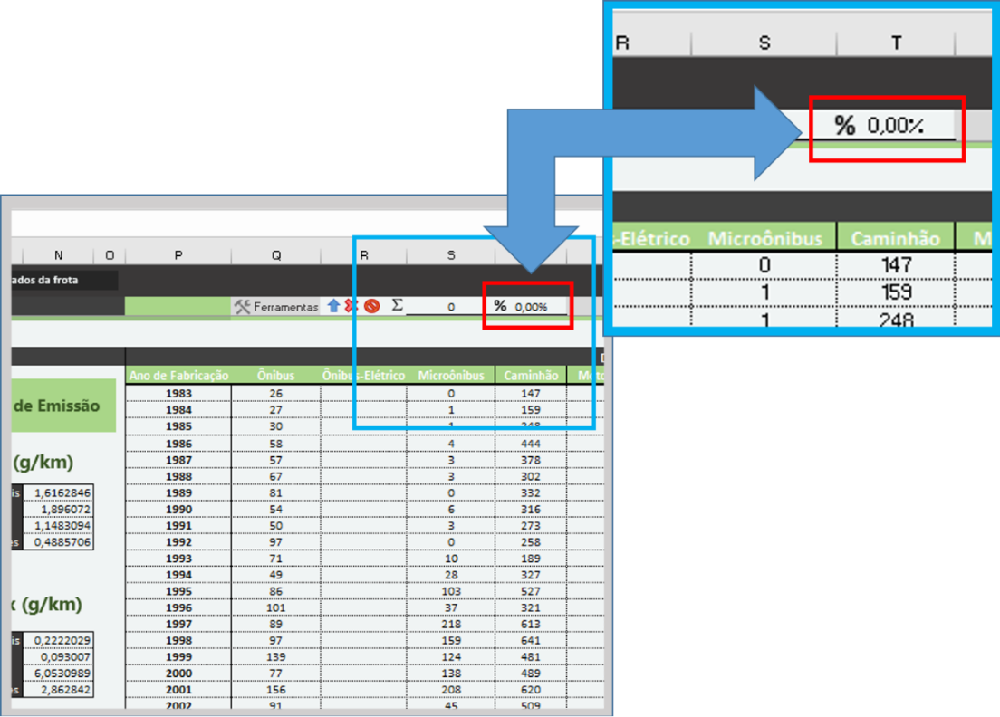 R S T
% 0,00%
-Elétrico Microônibus Caminhão M
0 147
1 159
1 248
N O P Q R S
ados da frota
Ferramentas Σ 0 % 0,00%
Ano de Fabricação Ônibus Ônibus-Elétrico Microônibus Caminhão Moto
1983 26 0 147
1984 27 1 159
1985 30 1 248
1986 58 4 444
1987 57 3 378
1988 67 3 302
1989 81 0 332
1990 54 6 316
1991 50 3 273
1992 97 0 258
1993 71 10 189
1994 49 28 327
1995 86 103 527
1996 101 37 321
1997 89 218 613
1998 97 159 641
1999 139 124 481
2000 77 138 489
2001 156 208 620
2002 91 45 509
de Emissão
(g/km)
is 1,6162846
1,896072
1,1483094
s 0,4885706
x (g/km)
is 0,2222029
0,093007
6,0530989
s 2,862842